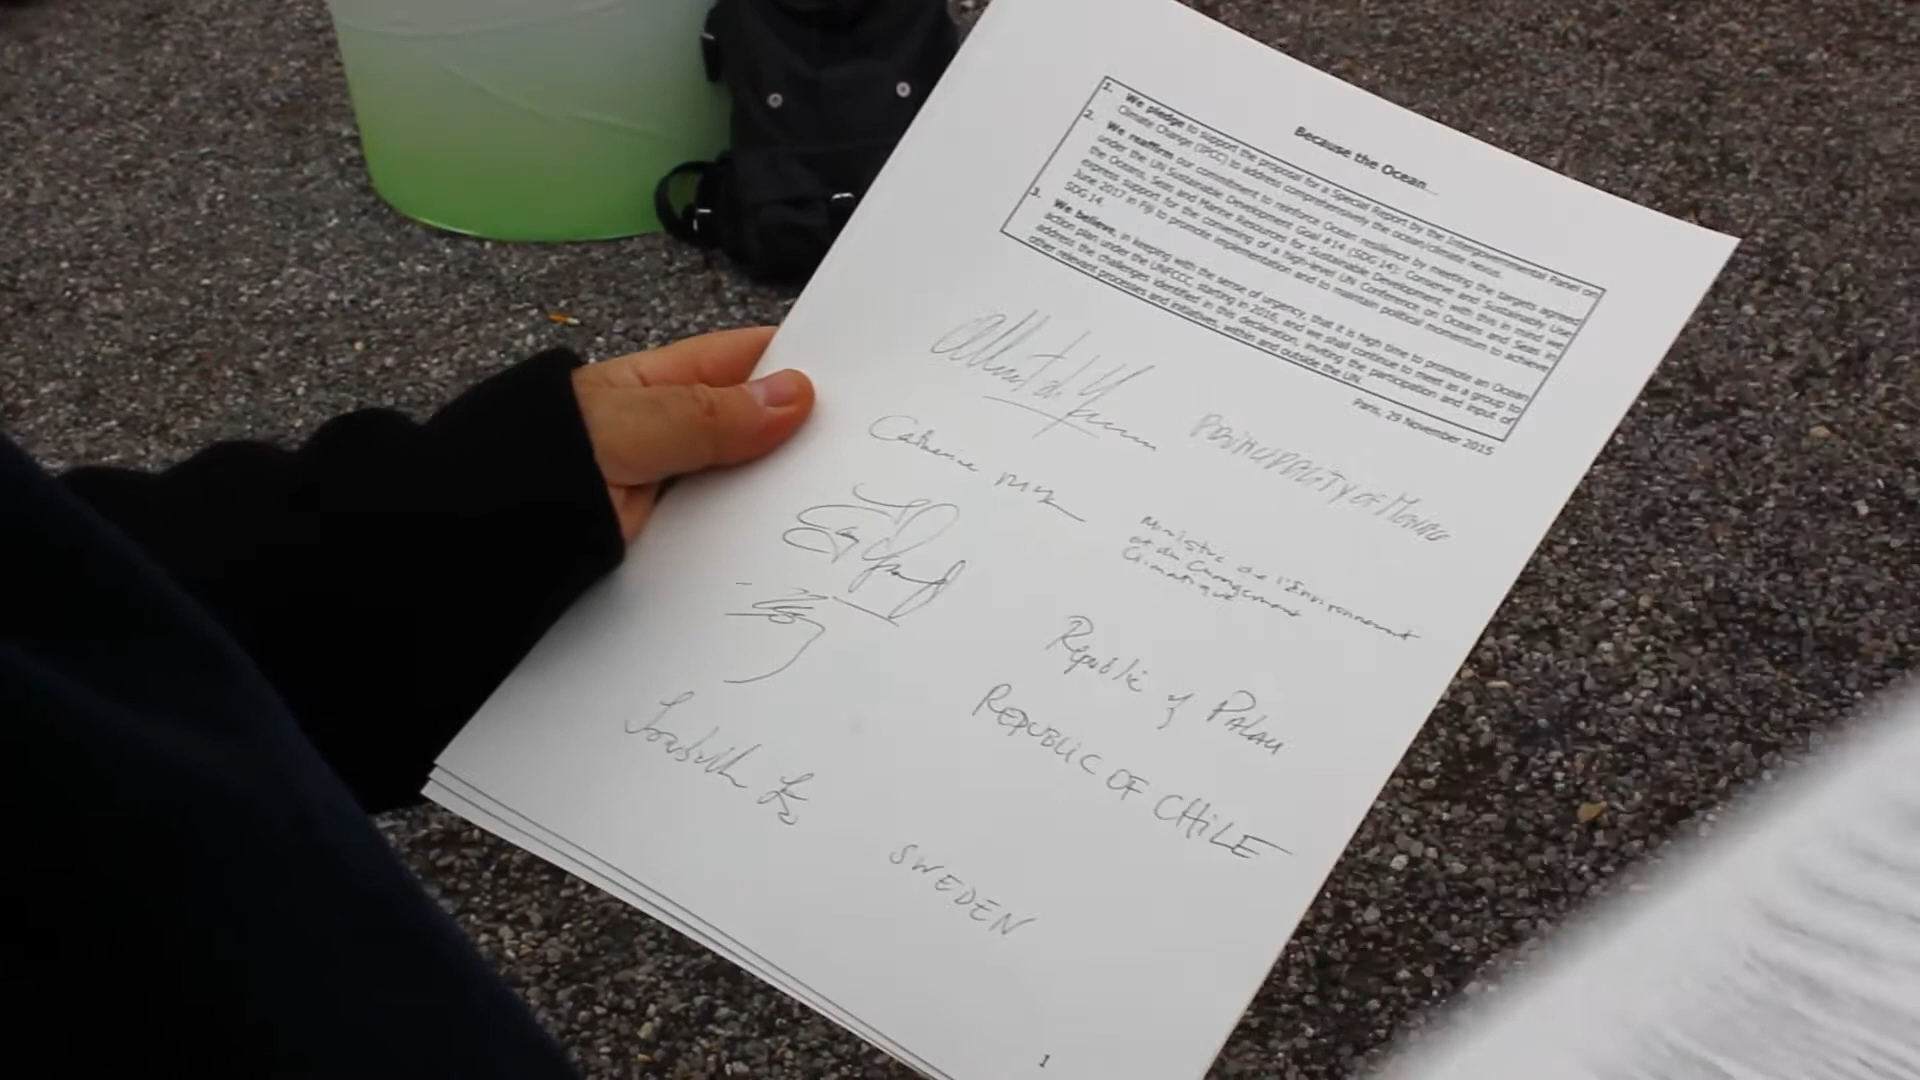 Because the Ocean...
1. We pledge to support the proposal for a Special Report by the Intergovernmental Panel on
Climate Change (IPCC) to address comprehensively the ocean/climate nexus.
2. We reaffirm our commitment to reinforce Ocean resilience by meeting the targets agreed
under the UN Sustainable Development Goal #14 (SDG 14): Conserve and Sustainably Use
the Oceans, Seas and Marine Resources for Sustainable Development; with this in mind we
express support for the convening of a high-level UN Conference on Oceans and Seas in
June 2017 in Fiji to promote implementation and to maintain political momentum to achieve
SDG 14.
3. We believe, in keeping with the sense of urgency, that it is high time to promote an Ocean
action plan under the UNFCCC, starting in 2016, and we shall continue to meet as a group to
address the challenges identified in this declaration, inviting the participation and input of
other relevant processes and initiatives, within and outside the UN.
Paris, 29 November 2015
PRINCIPALITY OF MONACO
Catherine
Ministre de l'Environnement
et du Changement
Climatique
Republic of PALAU
REPUBLIC OF CHILE
SWEDEN
1